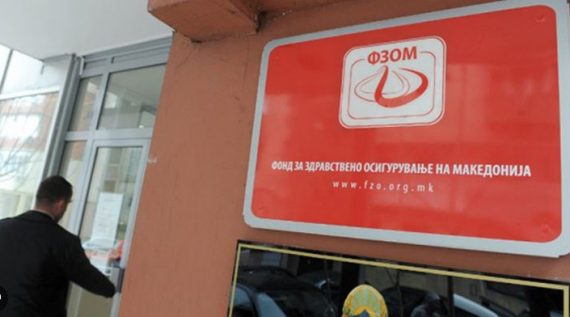 ФЗОМ
ФОНД ЗА ЗДРАВСТВЕНО ОСИГУРУВАЊЕ НА МАКЕДОНИЈА
www.fzo.org.mk